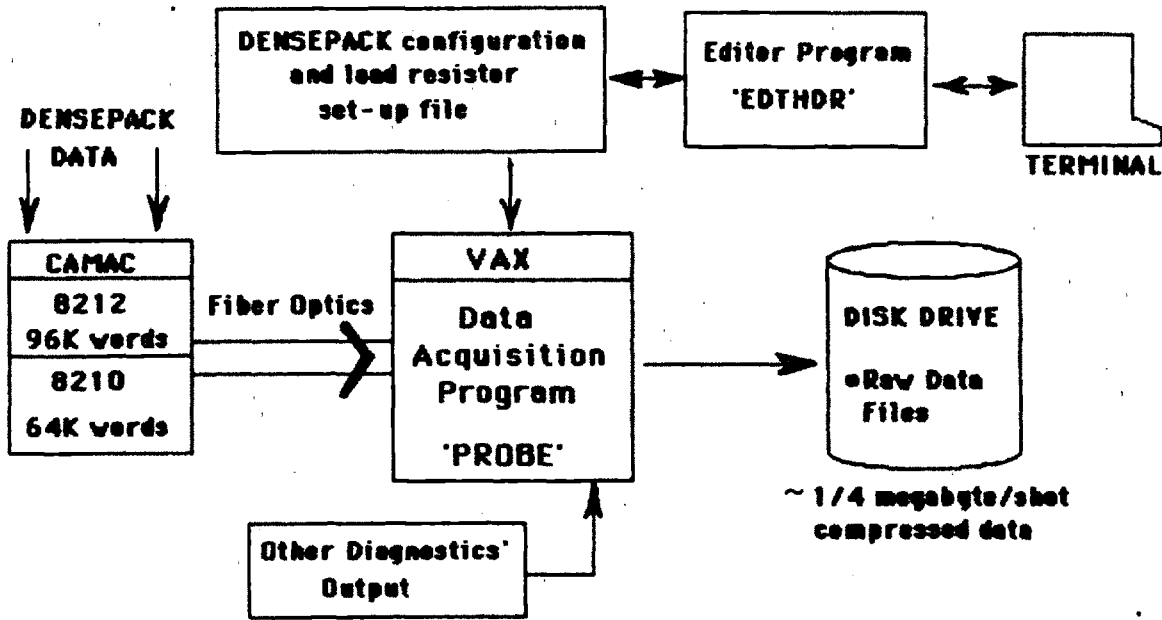 DENSEPACK configuration
and load resistor
set-up file
Editor Program
'EDTHDR'
TERMINAL
DENSEPACK
DATA
CAMAC
8212
96K words
8210
64K words
Fiber Optics
VAX
Data
Acquisition
Program
'PROBE'
DISK DRIVE
•Raw Data
Files
~ 1/4 megabyte/shot
compressed data
Other Diagnostics'
Output